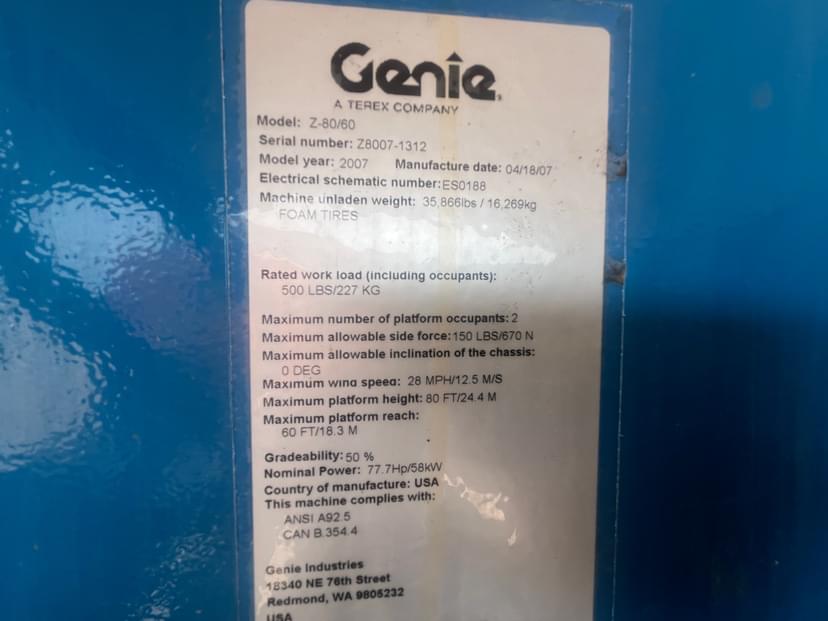 Genie
A TEREX COMPANY
Model: Z-80/60
Serial number: Z8007-1312
Model year: 2007 Manufacture date: 04/18/07
Electrical schematic number:ES0188
Machine unladen weight: 35,866lbs / 16,269kg
FOAM TIRES
Rated work load (including occupants):
500 LBS/227 KG
Maximum number of platform occupants: 2
Maximum allowable side force: 150 LBS/670 N
Maximum allowable inclination of the chassis:
0 DEG
Maximum wind speed: 28 MPH/12.5 M/S
Maximum platform height: 80 FT/24.4 M
Maximum platform reach:
60 FT/18.3 M
Gradeability: 50 %
Nominal Power: 77.7Hp/58kW
Country of manufacture: USA
This machine complies with:
ANSI A92.5
CAN B.354.4
Genie Industries
18340 NE 76th Street
Redmond, WA 9805232
USA